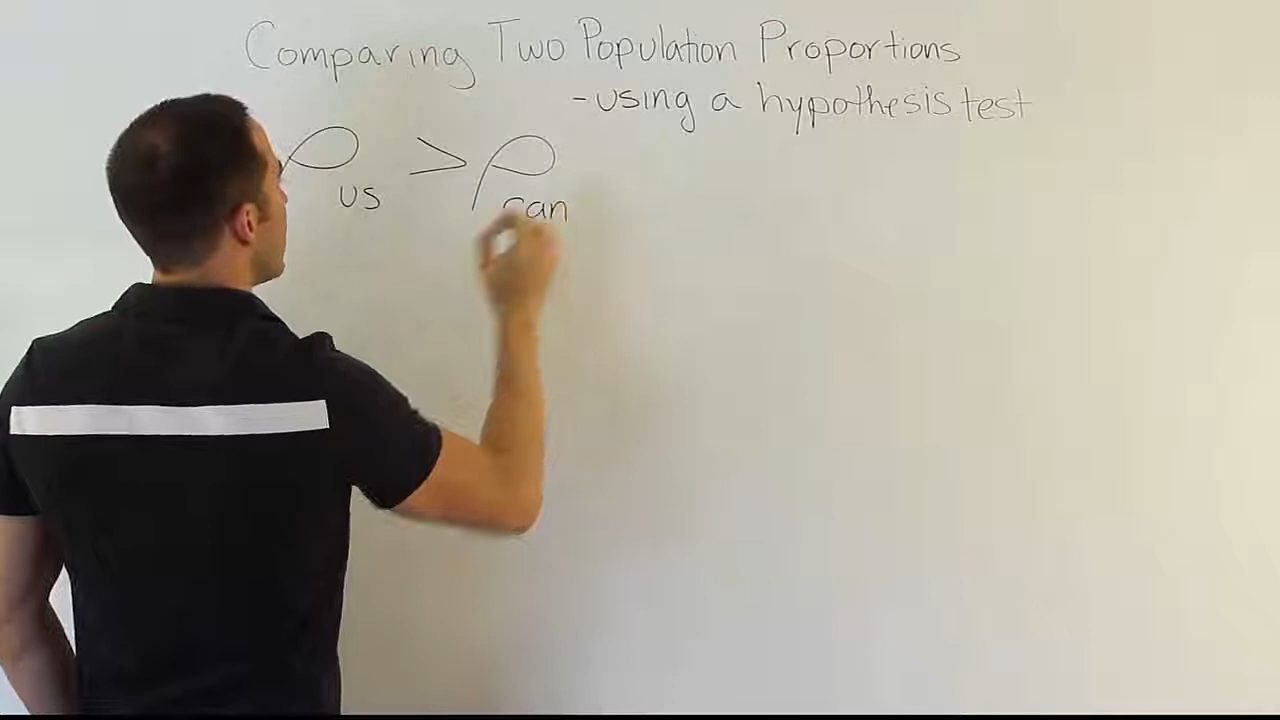 Comparing Two Population Proportions
- using a hypothesis test
ρ us > ρ can